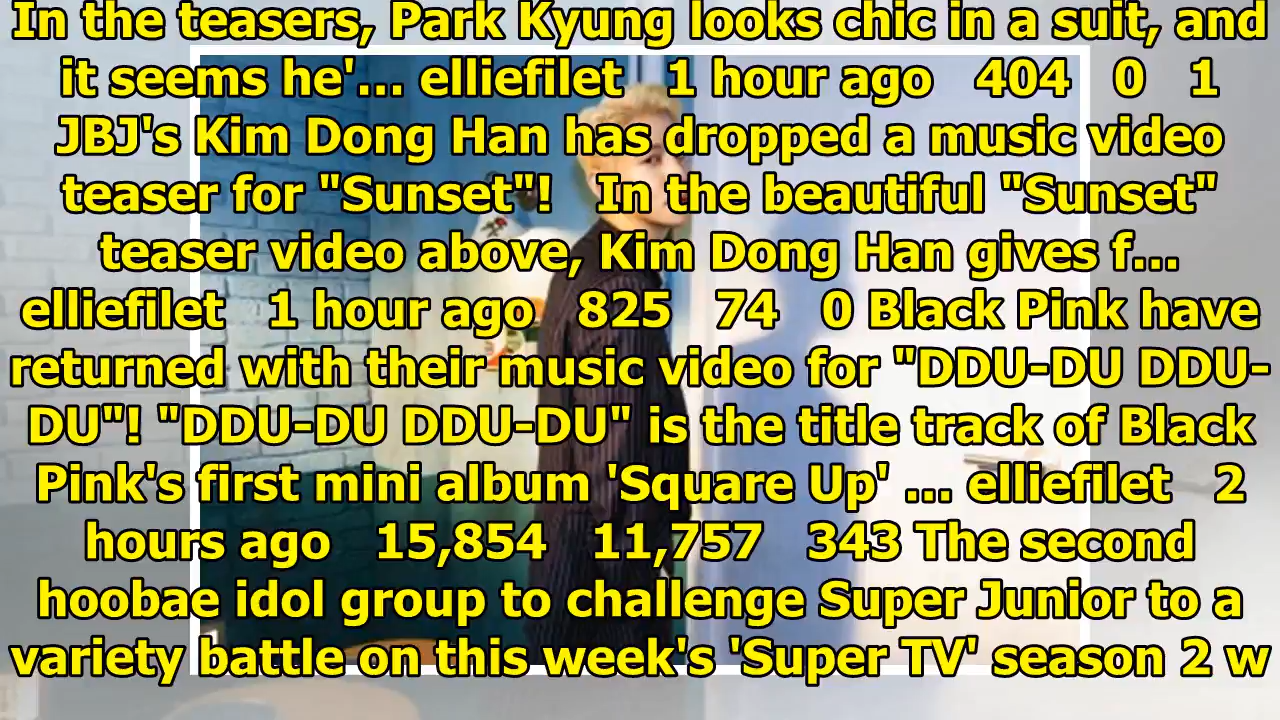 In the teasers, Park Kyung looks chic in a suit, and
it seems he'... elliefilet 1 hour ago 404 0 1
JBJ's Kim Dong Han has dropped a music video
teaser for "Sunset"! In the beautiful "Sunset"
teaser video above, Kim Dong Han gives f...
elliefilet 1 hour ago 825 74 0 Black Pink have
returned with their music video for "DDU-DU DDU-
DU"! "DDU-DU DDU-DU" is the title track of Black
Pink's first mini album 'Square Up' ... elliefilet 2
hours ago 15,854 11,757 343 The second
hoobae idol group to challenge Super Junior to a
variety battle on this week's 'Super TV' season 2 w